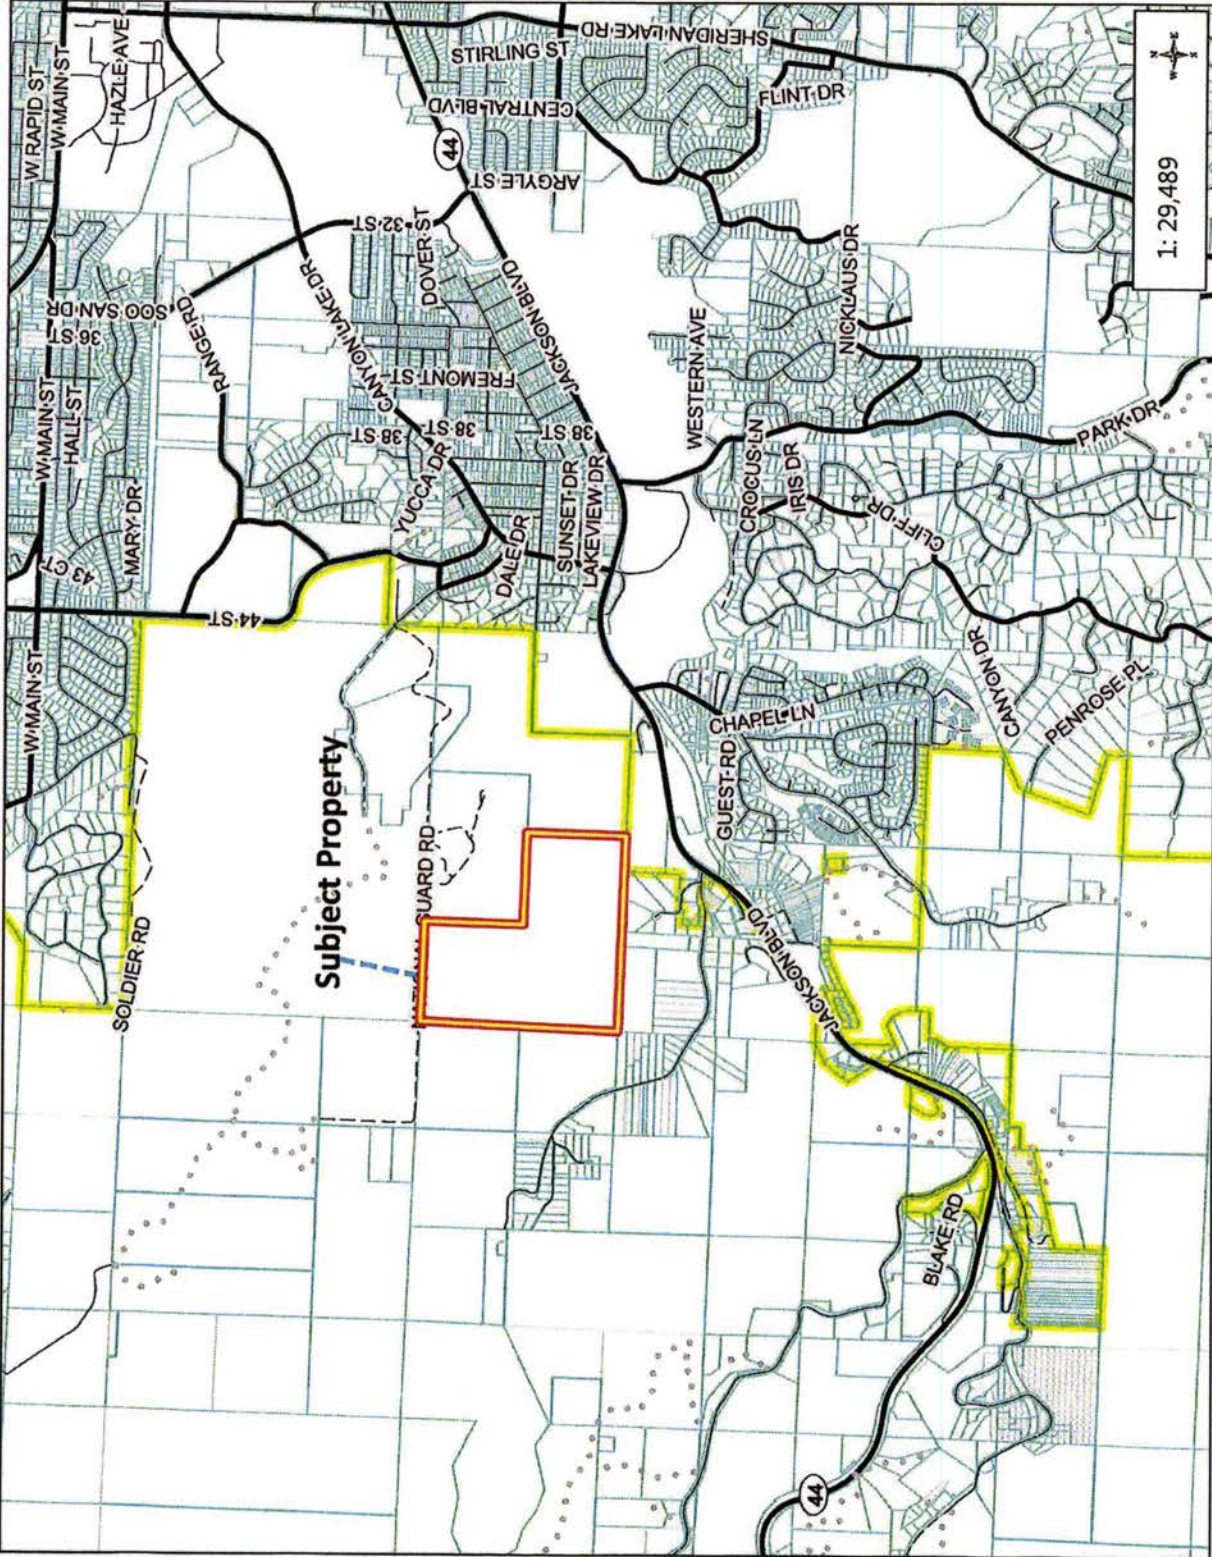 W RAPID ST
W MAIN ST
HAZLE AVE
STIRLING ST
SHERIDAN LAKE RD
CENTRAL BLVD
FLINT DR
44
ARGYLE ST
32 ST
DOVER ST
SOO SAN DR
36 ST
RANGE RD
CANYON LAKE DR
JACKSON BLVD
NICKLAUS DR
W MAIN ST
HALL ST
FREMONT ST
WESTERN AVE
38 ST
38 ST
38 ST
PARK DR
MARY DR
43 CT
YUCCA DR
SUNSET DR
LAKEVIEW DR
CROCUS LN
IRIS DR
CLIFF DR
DALE DR
44 ST
W MAIN ST
CANYON DR
PENROSE PL
CHAPEL LN
GUEST RD
Subject Property
SOLDIER RD
GUARD RD
JACKSON BLVD
JACKSON BLVD
BLAKE RD
44
1: 29,489
N
W
E
S